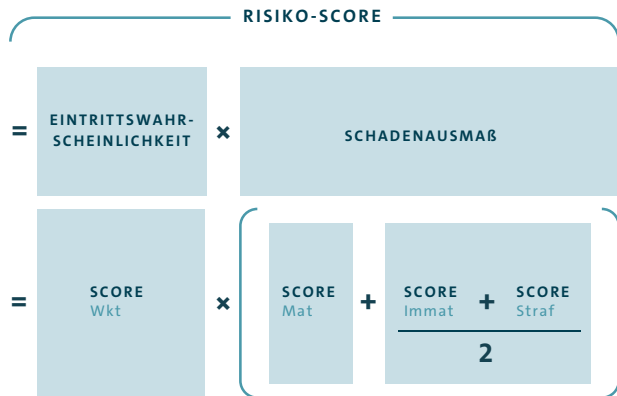 RISIKO-SCORE
= EINTRITTSWAHR-
SCHEINLICHKEIT × SCHADENAUSMAß
= SCORE × SCORE + SCORE + SCORE
Wkt Mat Immat Straf
2